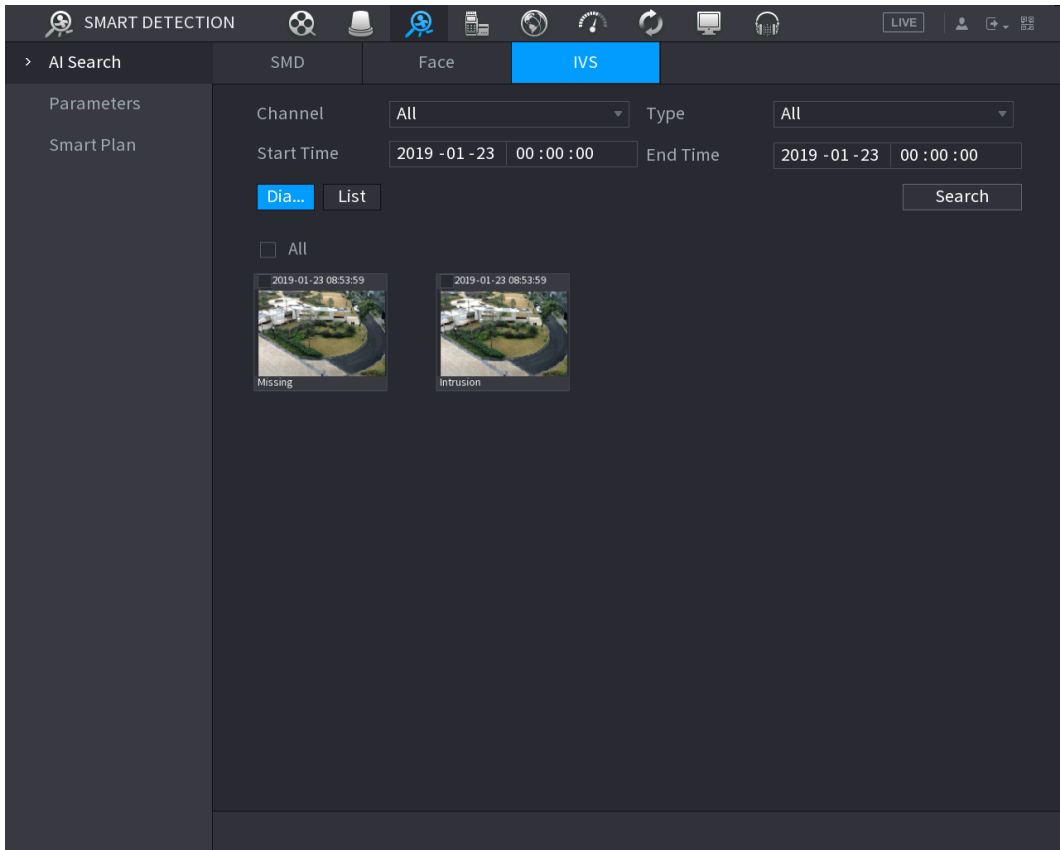 SMART DETECTION LIVE
> AI Search SMD Face IVS
Parameters
Smart Plan
Channel All Type All
Start Time 2019 -01 -23 00 :00 :00 End Time 2019 -01 -23 00 :00 :00
Dia... List Search
All
2019-01-23 08:53:59 2019-01-23 08:53:59
Missing Intrusion